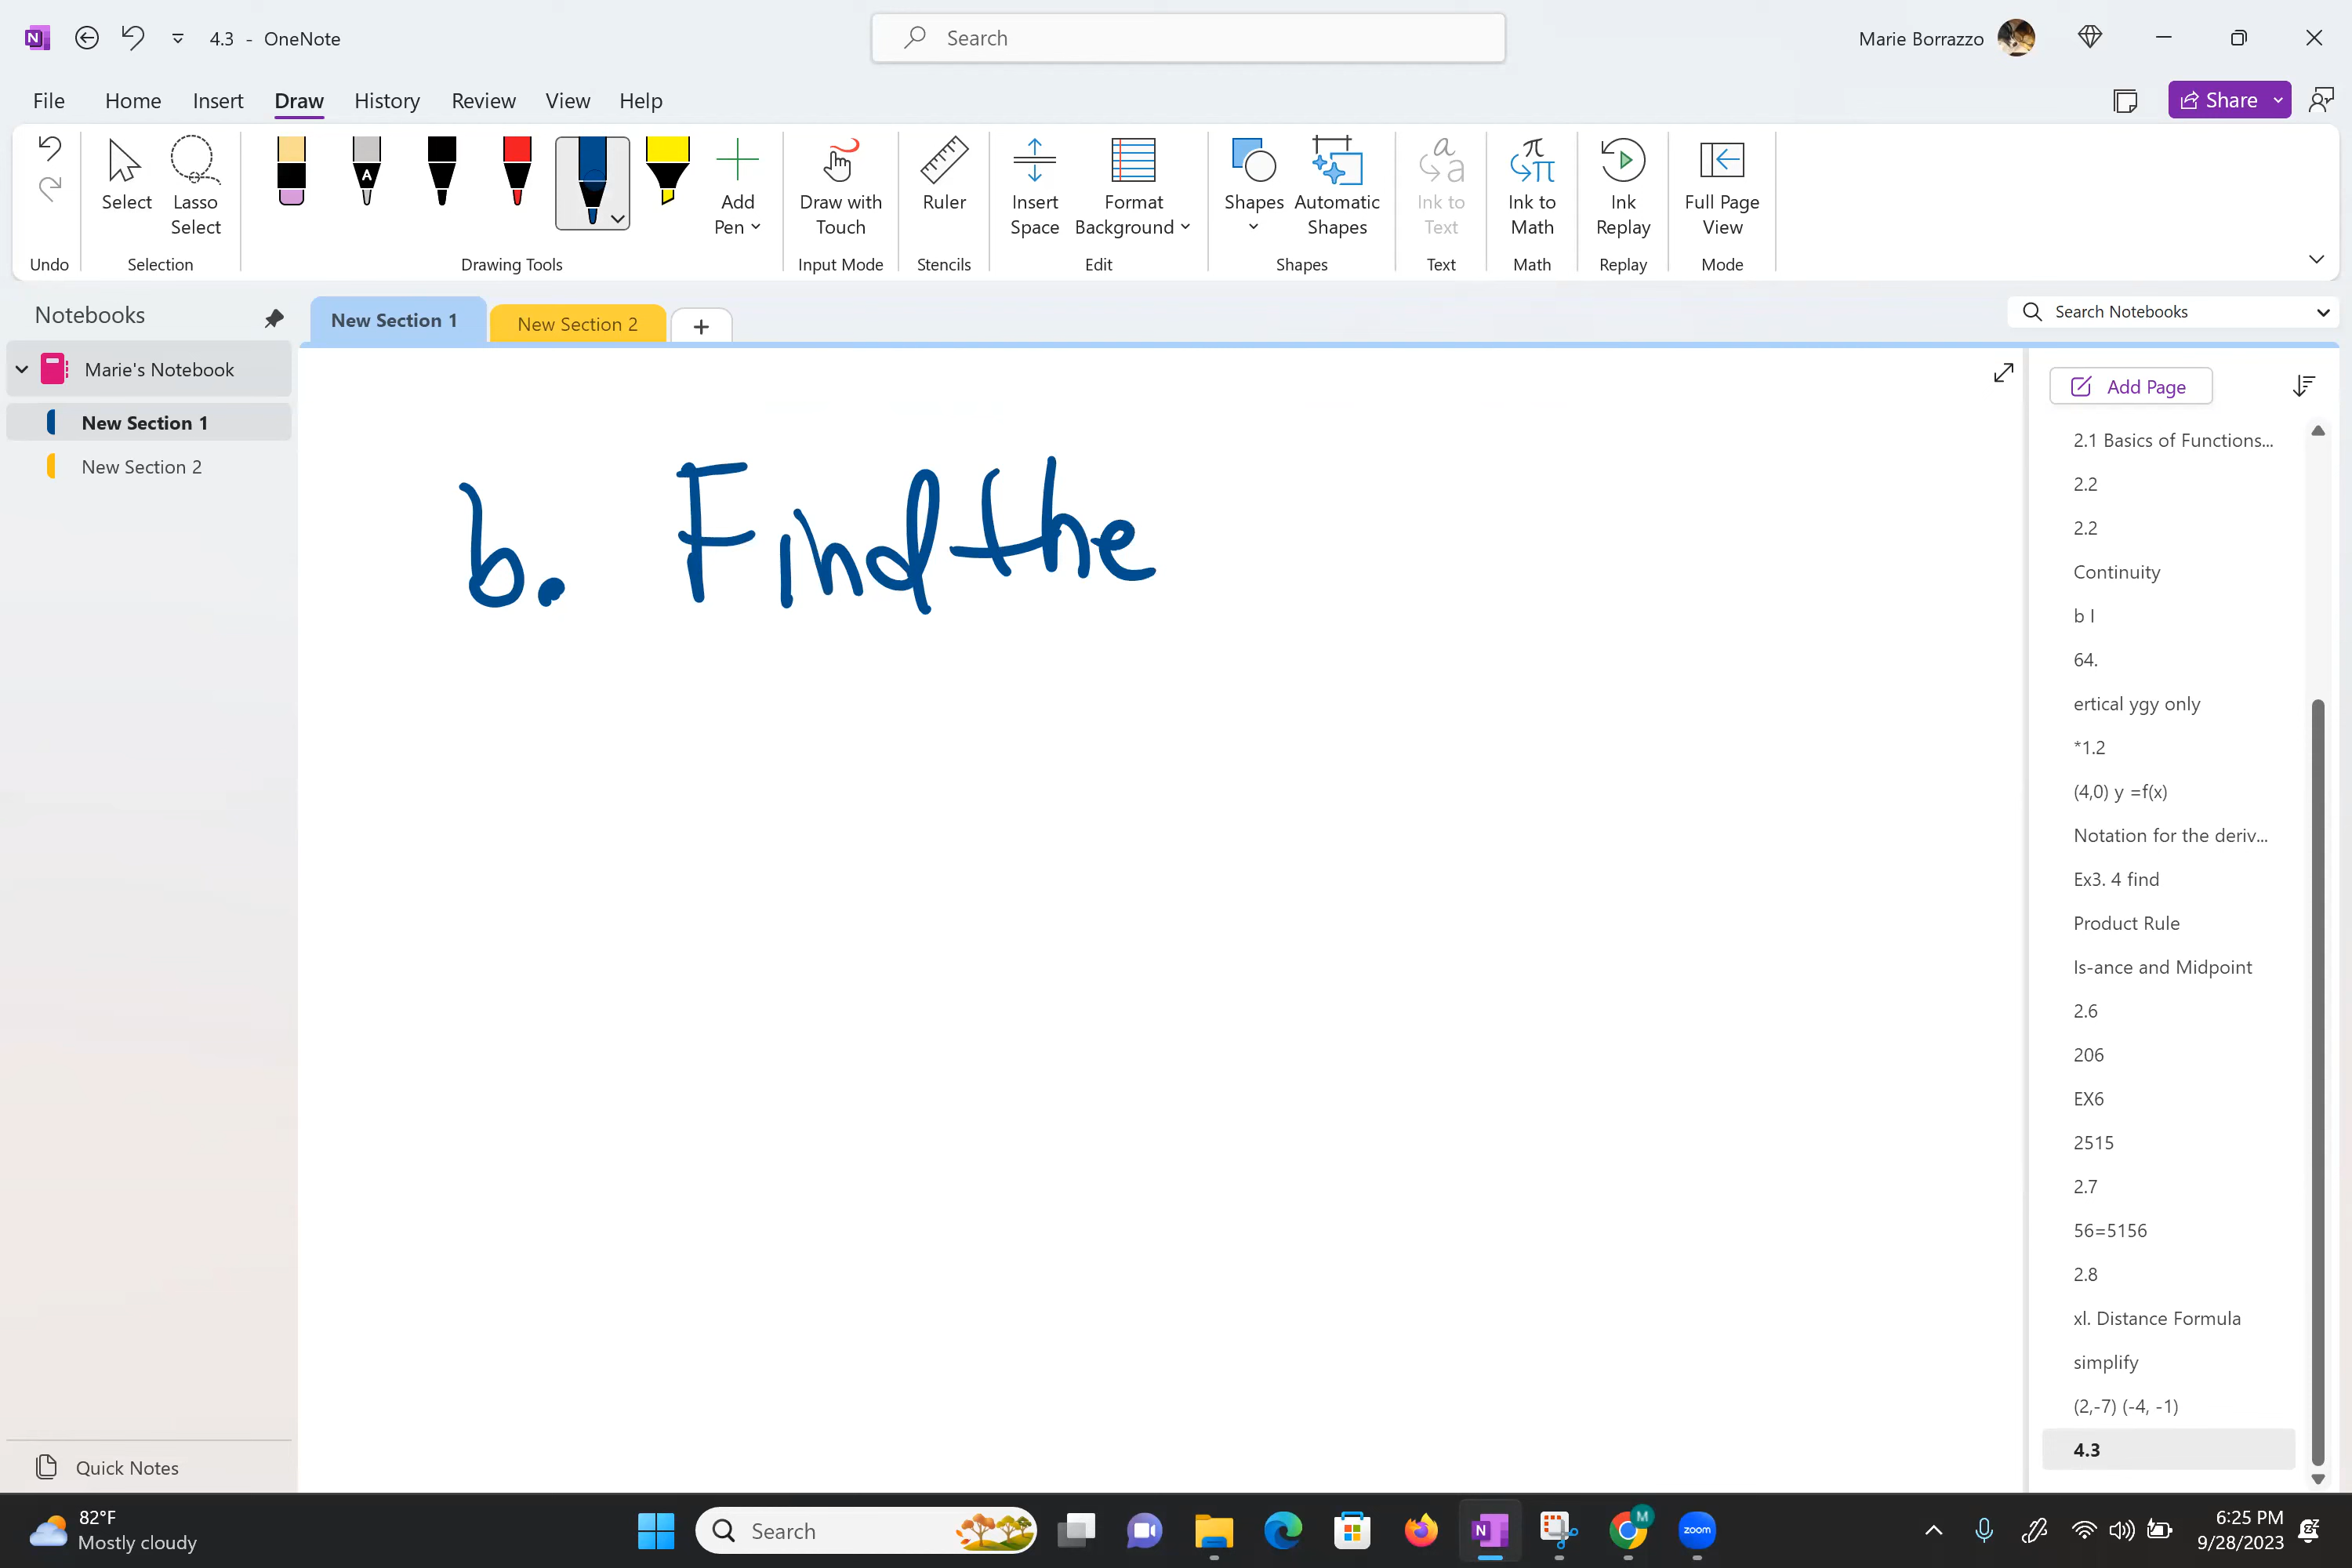 4.3 - OneNote
Search
Marie Borrazzo
File Home Insert Draw History Review View Help
Share
Undo
Select
Lasso Select
Selection
A
Drawing Tools
Add Pen
Draw with Touch
Input Mode
Ruler
Stencils
Insert Space
Format Background
Edit
Shapes
Automatic Shapes
Shapes
Ink to Text
Text
Ink to Math
Math
Ink Replay
Replay
Full Page View
Mode
Notebooks
Marie's Notebook
New Section 1
New Section 2
Quick Notes
New Section 1
New Section 2
+
Search Notebooks
b. Find the
Add Page
2.1 Basics of Functions...
2.2
2.2
Continuity
b I
64.
ertical ygy only
*1.2
(4,0) y =f(x)
Notation for the deriv...
Ex3. 4 find
Product Rule
Is-ance and Midpoint
2.6
206
EX6
2515
2.7
56=5156
2.8
xl. Distance Formula
simplify
(2,-7) (-4, -1)
4.3
82°F
Mostly cloudy
Search
N
M
zoom
6:25 PM
9/28/2023